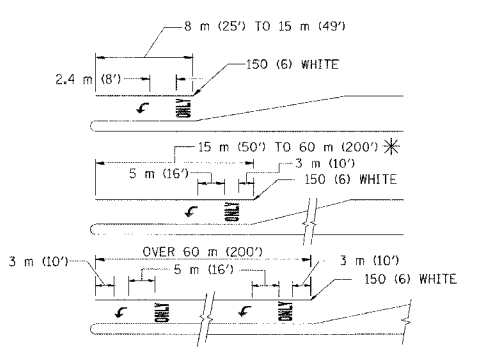 8 m (25') TO 15 m (49')
2.4 m (8')
150 (6) WHITE
ONLY
15 m (50') TO 60 m (200') *
5 m (16')
3 m (10')
150 (6) WHITE
ONLY
OVER 60 m (200')
3 m (10')
5 m (16')
3 m (10')
150 (6) WHITE
ONLY
ONLY